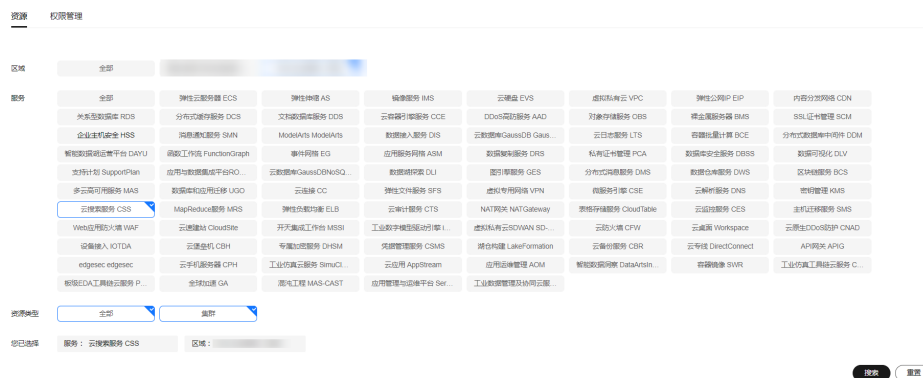 资源 权限管理
区域 全部
服务 全部 弹性云服务器 ECS 弹性伸缩 AS 镜像服务 IMS 云硬盘 EVS 虚拟私有云 VPC 弹性公网IP EIP 内容分发网络 CDN
关系型数据库 RDS 分布式缓存服务 DCS 文档数据库服务 DDS 云容器引擎服务 CCE DDoS高防服务 AAD 对象存储服务 OBS 裸金属服务器 BMS SSL证书管理 SCM
企业主机安全 HSS 消息通知服务 SMN ModelArts ModelArts 数据接入服务 DIS 云数据库GaussDB Gaus... 云日志服务 LTS 容器批量计算 BCE 分布式数据库中间件 DDM
智能数据湖运营平台 DAYU 函数工作流 FunctionGraph 事件网格 EG 应用服务网格 ASM 数据复制服务 DRS 私有证书管理 PCA 数据库安全服务 DBSS 数据可视化 DLV
支持计划 SupportPlan 应用与数据集成平台RO... 云数据库GaussDBNoSQ... 数据湖探索 DLI 图引擎服务 GES 分布式消息服务 DMS 数据仓库服务 DWS 区块链服务 BCS
多云高可用服务 MAS 数据库和应用迁移 UGO 云连接 CC 弹性文件服务 SFS 虚拟专用网络 VPN 微服务引擎 CSE 云解析服务 DNS 密钥管理 KMS
云搜索服务 CSS MapReduce服务 MRS 弹性负载均衡 ELB 云审计服务 CTS NAT网关 NATGateway 表格存储服务 CloudTable 云监控服务 CES 主机迁移服务 SMS
Web应用防火墙 WAF 云速建站 CloudSite 开天集成工作台 MSSI 工业数字模型驱动引擎 i... 虚拟私有云SDWAN SD-... 云防火墙 CFW 云桌面 Workspace 云原生DDoS防护 CNAD
设备接入 IOTDA 云堡垒机 CBH 专属加密服务 DHSM 凭据管理服务 CSMS 湖仓构建 LakeFormation 云备份服务 CBR 云专线 DirectConnect API网关 APIG
edgesec edgesec 云手机服务器 CPH 工业仿真云服务 SimuCl... 云应用 AppStream 应用运维管理 AOM 智能数据洞察 DataArtsIn... 容器镜像 SWR 工业仿真工具链云服务 C...
板级EDA工具链云服务 P... 全球加速 GA 混沌工程 MAS-CAST 应用管理与运维平台 Ser... 工业数据管理及协同云服...
资源类型 全部 集群
您已选择 服务： 云搜索服务 CSS 区域：
搜索 重置